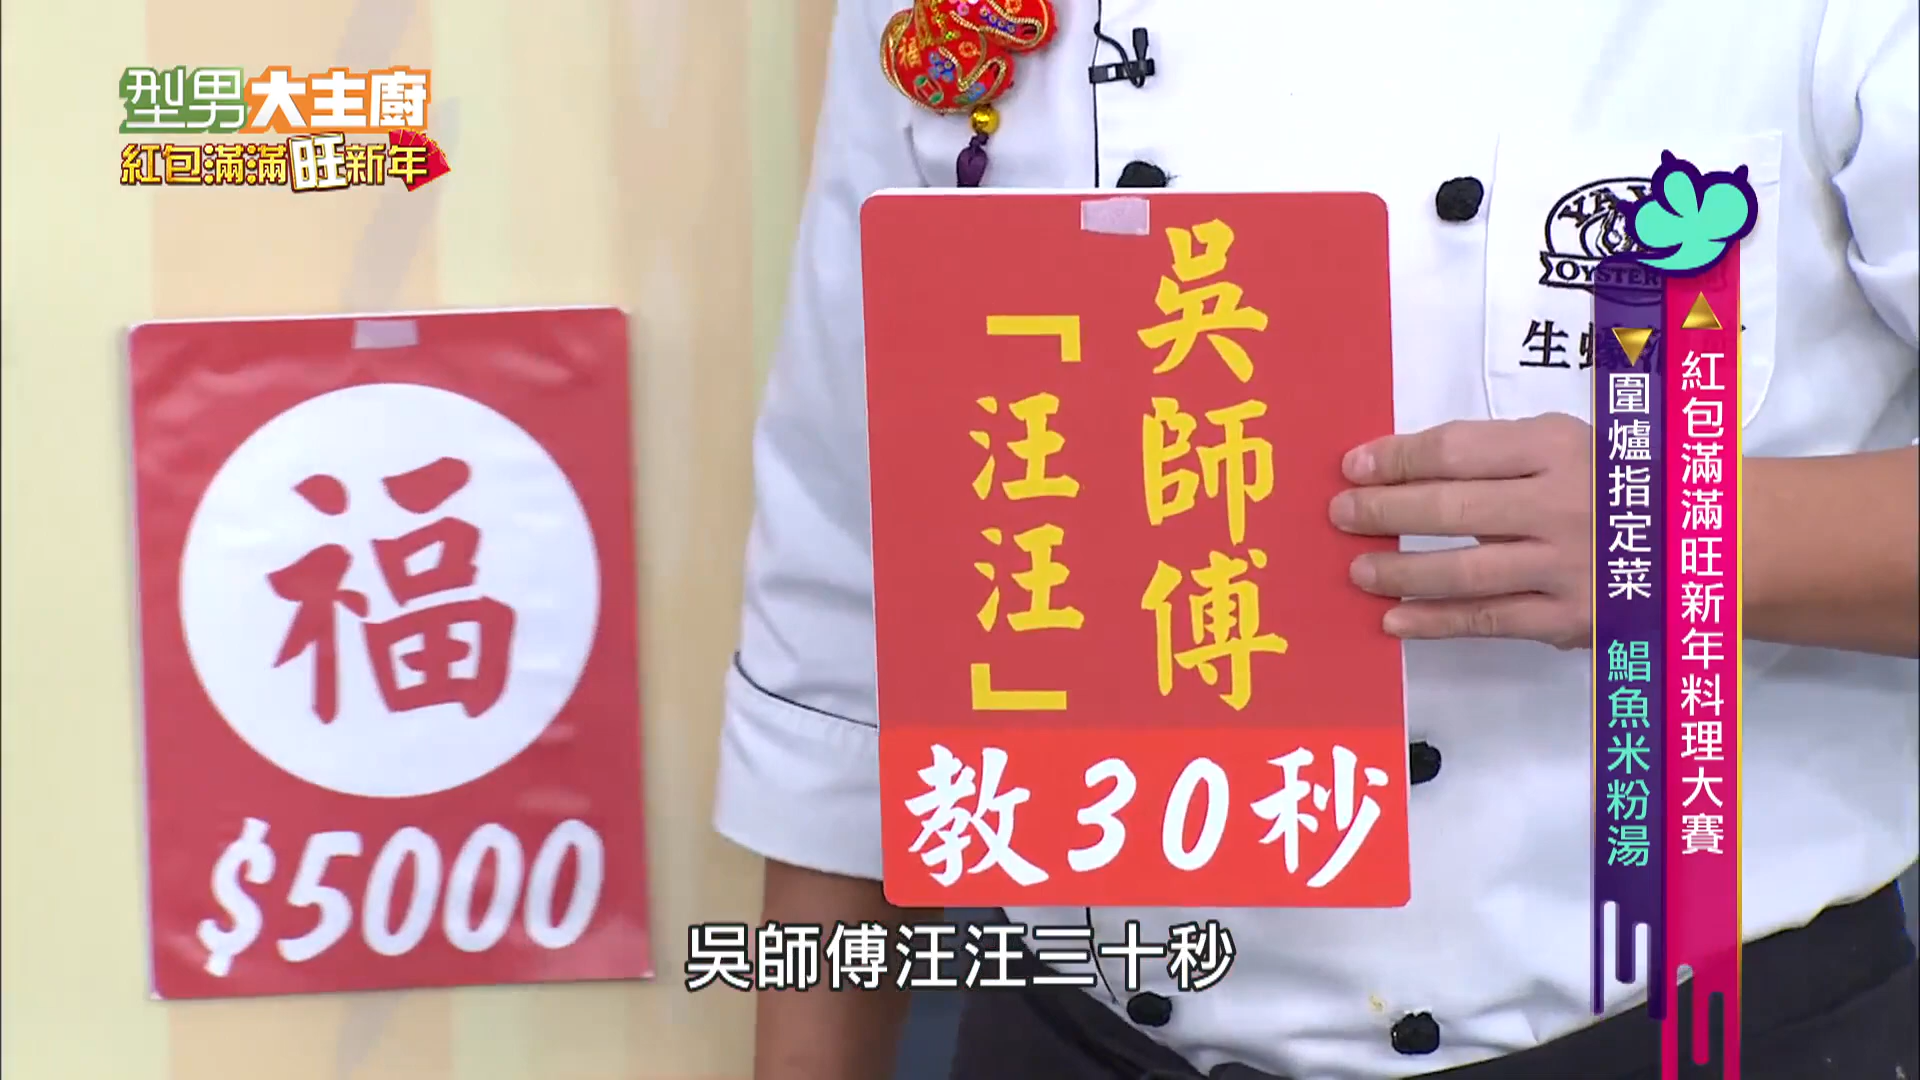 型男大主廚
紅包滿滿旺新年
福
$5000
吳師傅
「汪汪」
教30秒
OYSTER
紅包滿滿旺新年料理大賽
圍爐指定菜 鯧魚米粉湯
吳師傅汪汪三十秒